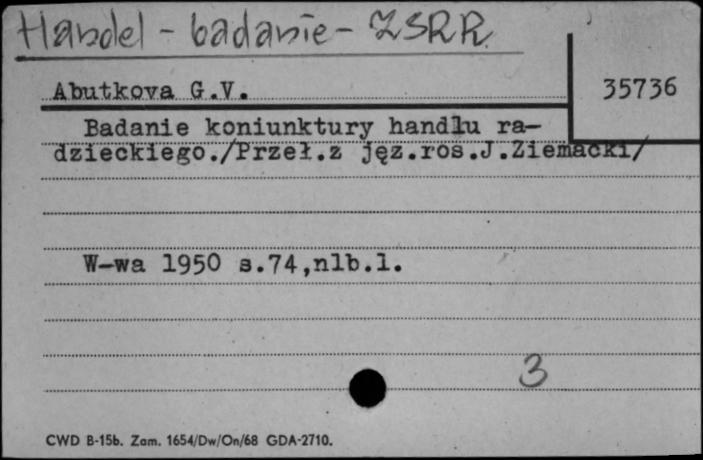 Handel - badanie - ZSRR.
Abutkova G.V.
35736
Badanie koniunktury handlu ra-
dzieckiego./Przeł.z jęz.ros.J.Ziemacki/
W-wa 1950 s.74,nlb.1.
3
CWD B-15b. Zam. 1654/Dw/On/68 GDA-2710.